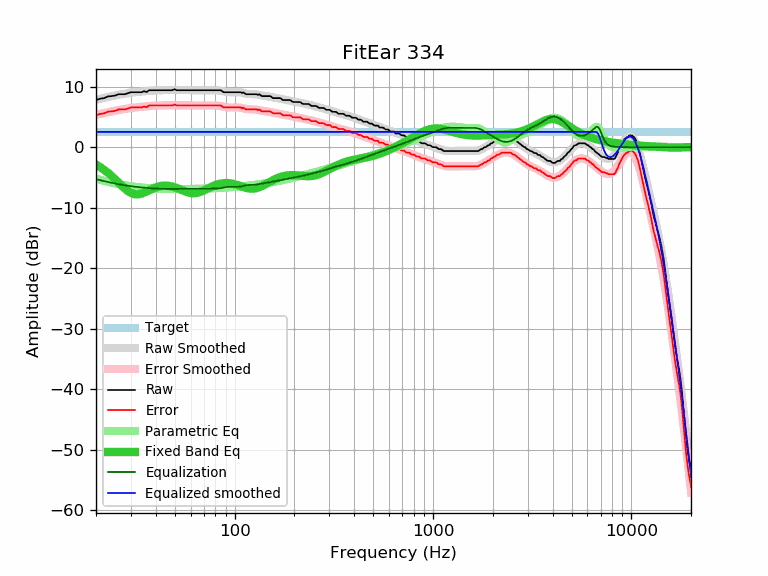 FitEar 334
10
0
−10
−20
−30
−40
−50
−60
Amplitude (dBr)
Target
Raw Smoothed
Error Smoothed
Raw
Error
Parametric Eq
Fixed Band Eq
Equalization
Equalized smoothed
100
1000
10000
Frequency (Hz)